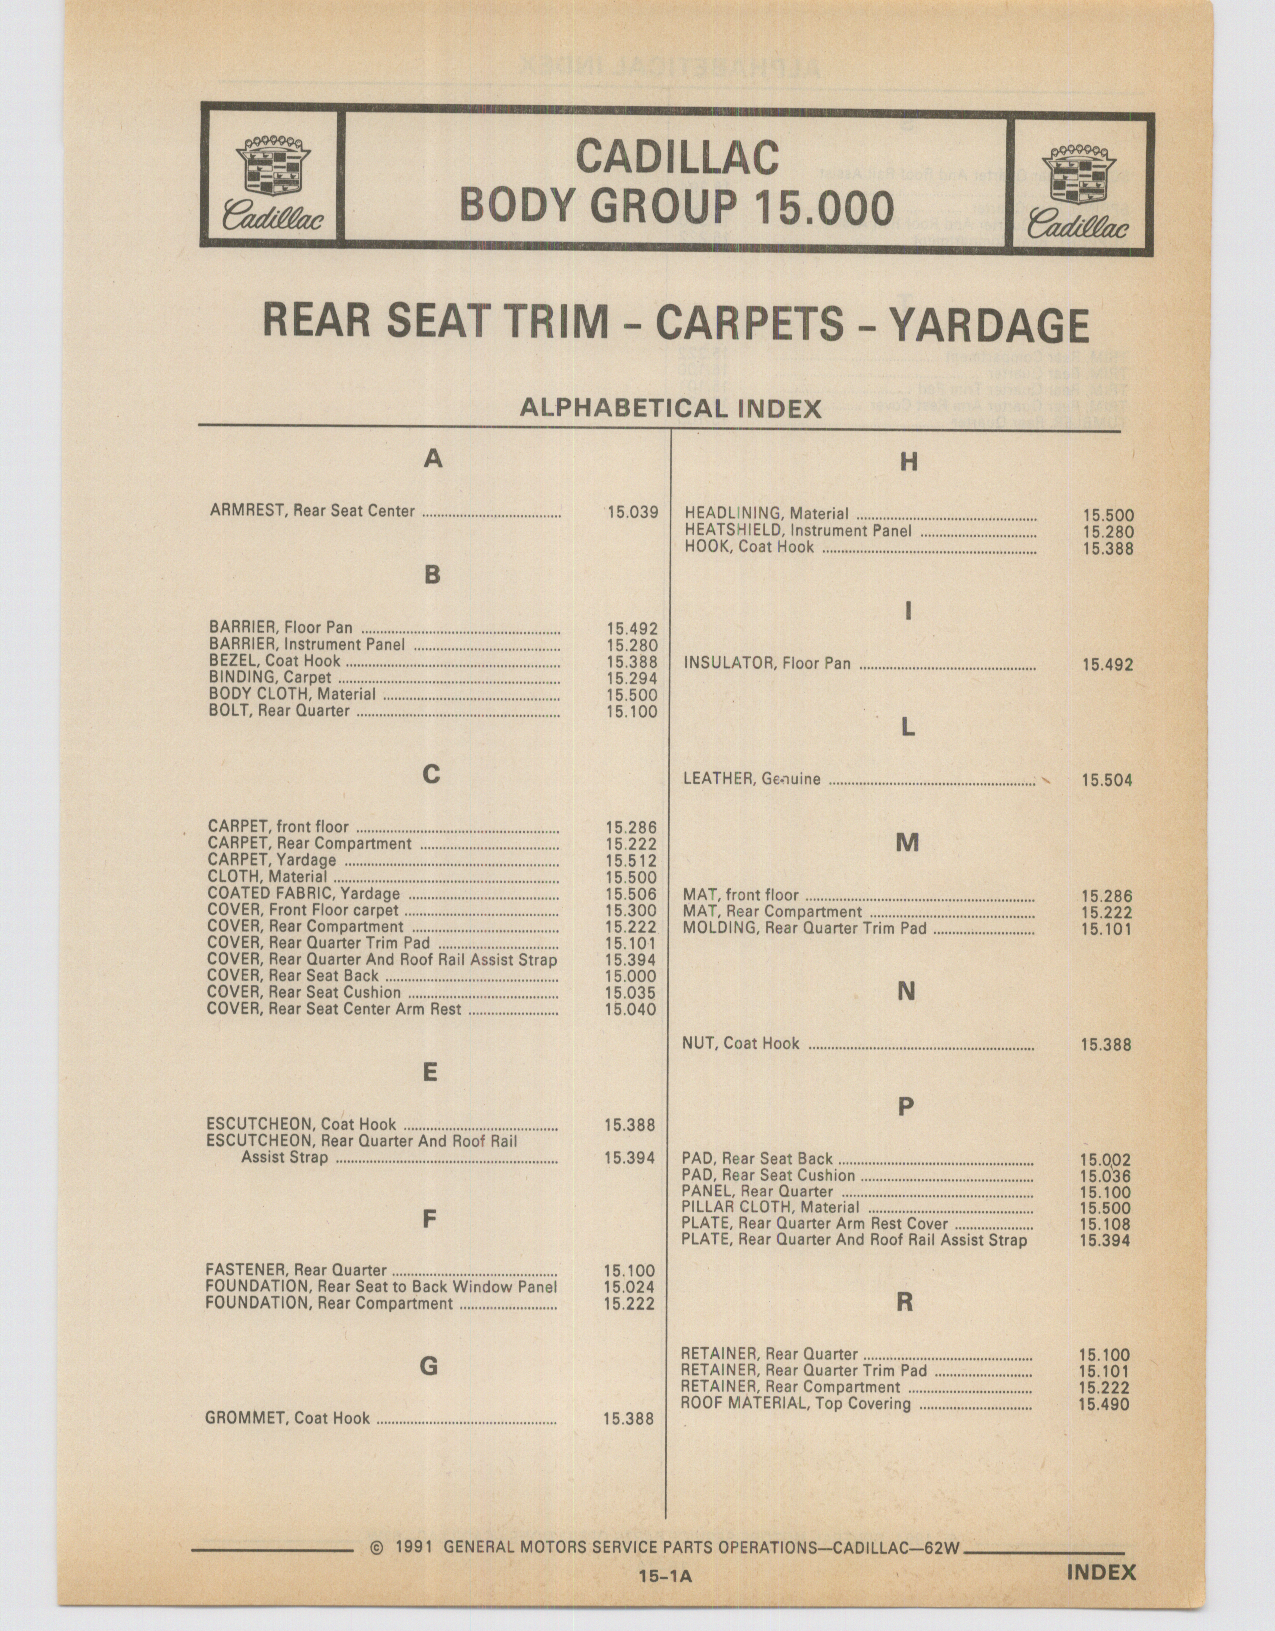 Cadillac
CADILLAC
BODY GROUP 15.000
Cadillac
REAR SEAT TRIM – CARPETS – YARDAGE
ALPHABETICAL INDEX
A
ARMREST, Rear Seat Center 15.039
B
BARRIER, Floor Pan 15.492
BARRIER, Instrument Panel 15.280
BEZEL, Coat Hook 15.388
BINDING, Carpet 15.294
BODY CLOTH, Material 15.500
BOLT, Rear Quarter 15.100
C
CARPET, front floor 15.286
CARPET, Rear Compartment 15.222
CARPET, Yardage 15.512
CLOTH, Material 15.500
COATED FABRIC, Yardage 15.506
COVER, Front Floor carpet 15.300
COVER, Rear Compartment 15.222
COVER, Rear Quarter Trim Pad 15.101
COVER, Rear Quarter And Roof Rail Assist Strap 15.394
COVER, Rear Seat Back 15.000
COVER, Rear Seat Cushion 15.035
COVER, Rear Seat Center Arm Rest 15.040
E
ESCUTCHEON, Coat Hook 15.388
ESCUTCHEON, Rear Quarter And Roof Rail
Assist Strap 15.394
F
FASTENER, Rear Quarter 15.100
FOUNDATION, Rear Seat to Back Window Panel 15.024
FOUNDATION, Rear Compartment 15.222
G
GROMMET, Coat Hook 15.388
H
HEADLINING, Material 15.500
HEATSHIELD, Instrument Panel 15.280
HOOK, Coat Hook 15.388
I
INSULATOR, Floor Pan 15.492
L
LEATHER, Genuine 15.504
M
MAT, front floor 15.286
MAT, Rear Compartment 15.222
MOLDING, Rear Quarter Trim Pad 15.101
N
NUT, Coat Hook 15.388
P
PAD, Rear Seat Back 15.002
PAD, Rear Seat Cushion 15.036
PANEL, Rear Quarter 15.100
PILLAR CLOTH, Material 15.500
PLATE, Rear Quarter Arm Rest Cover 15.108
PLATE, Rear Quarter And Roof Rail Assist Strap 15.394
R
RETAINER, Rear Quarter 15.100
RETAINER, Rear Quarter Trim Pad 15.101
RETAINER, Rear Compartment 15.222
ROOF MATERIAL, Top Covering 15.490
© 1991 GENERAL MOTORS SERVICE PARTS OPERATIONS—CADILLAC—62W
15-1A
INDEX